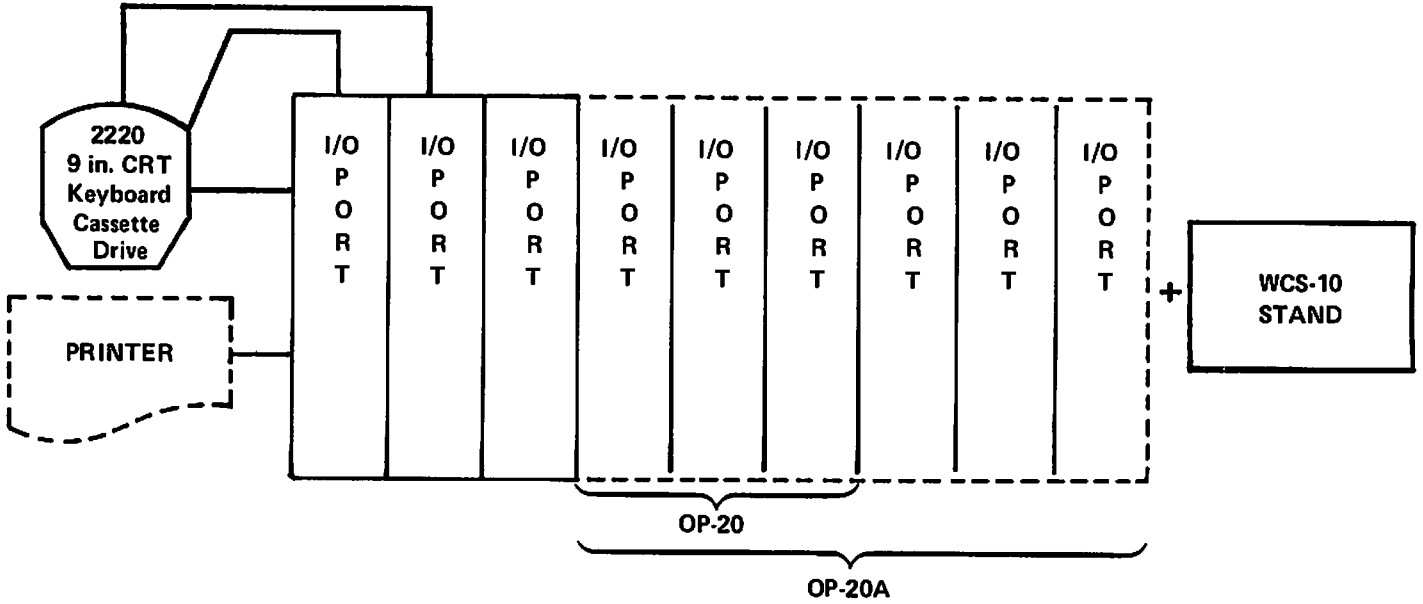 2220
9 in. CRT
Keyboard
Cassette
Drive
PRINTER
I/O
P
O
R
T
I/O
P
O
R
T
I/O
P
O
R
T
I/O
P
O
R
T
I/O
P
O
R
T
I/O
P
O
R
T
I/O
P
O
R
T
I/O
P
O
R
T
I/O
P
O
R
T
+
WCS-10
STAND
OP-20
OP-20A